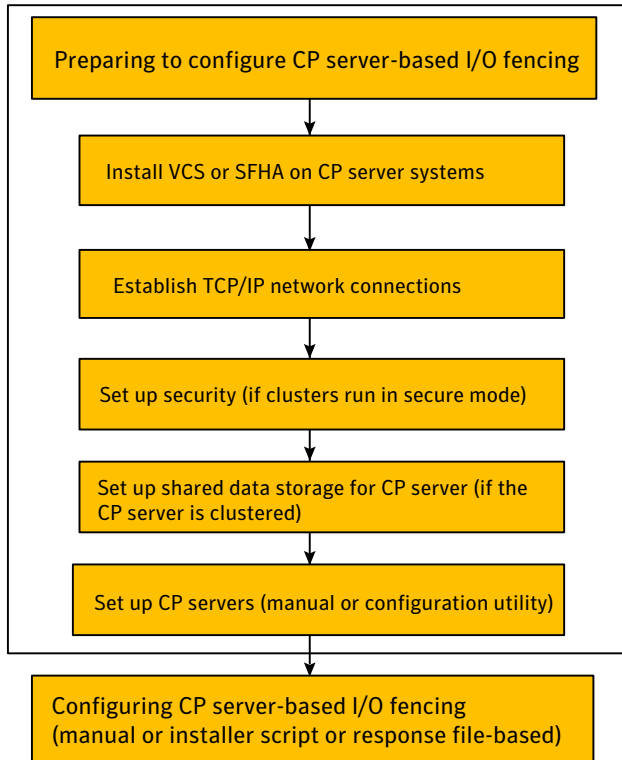 Preparing to configure CP server-based I/O fencing
Install VCS or SFHA on CP server systems
Establish TCP/IP network connections
Set up security (if clusters run in secure mode)
Set up shared data storage for CP server (if the
CP server is clustered)
Set up CP servers (manual or configuration utility)
Configuring CP server-based I/O fencing
(manual or installer script or response file-based)